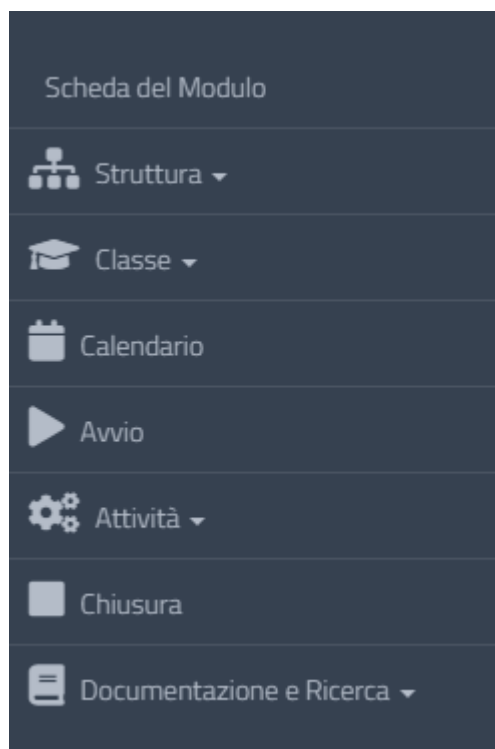 Scheda del Modulo
Struttura
Classe
Calendario
Avvio
Attività
Chiusura
Documentazione e Ricerca